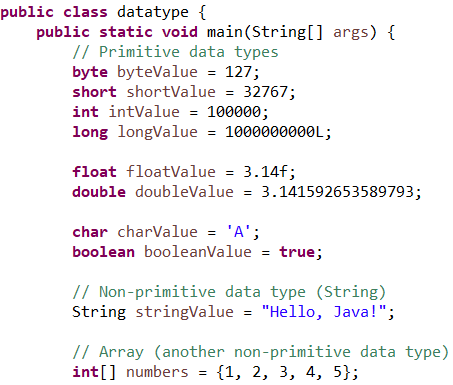 public class datatype {
    public static void main(String[] args) {
        // Primitive data types
        byte byteValue = 127;
        short shortValue = 32767;
        int intValue = 100000;
        long longValue = 1000000000L;

        float floatValue = 3.14f;
        double doubleValue = 3.141592653589793;

        char charValue = 'A';
        boolean booleanValue = true;

        // Non-primitive data type (String)
        String stringValue = "Hello, Java!";

        // Array (another non-primitive data type)
        int[] numbers = {1, 2, 3, 4, 5};